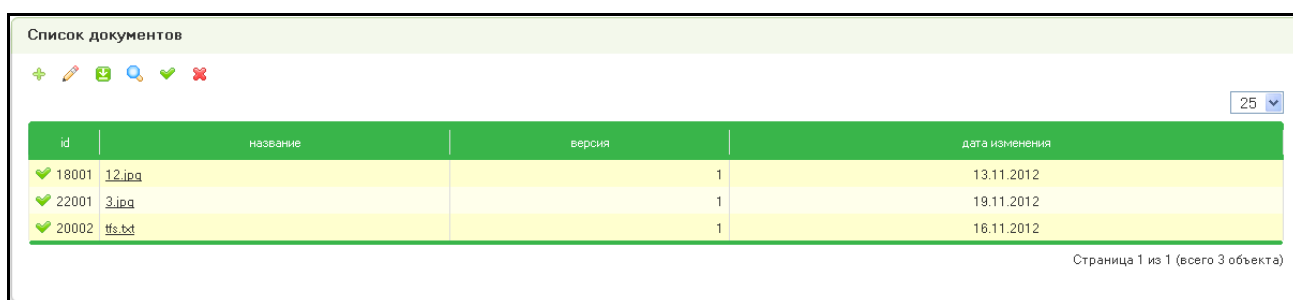 Список документов
25
id название версия дата изменения
18001 12.jpg 1 13.11.2012
22001 3.jpg 1 19.11.2012
20002 tfs.txt 1 16.11.2012
Страница 1 из 1 (всего 3 объекта)